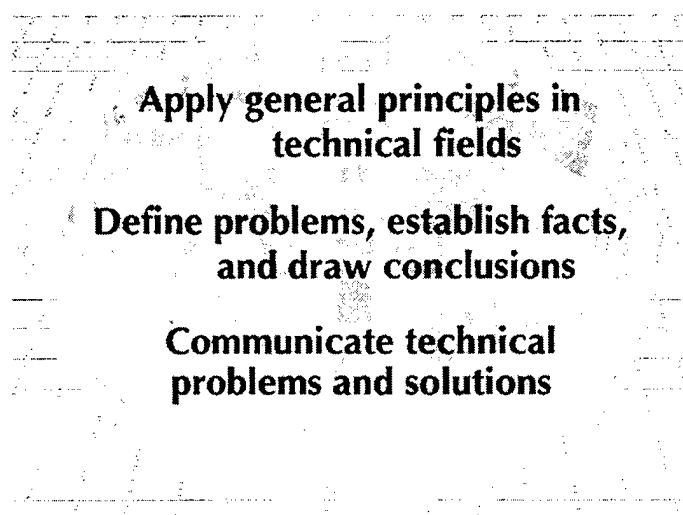 Apply general principles in
technical fields
Define problems, establish facts,
and draw conclusions
Communicate technical
problems and solutions